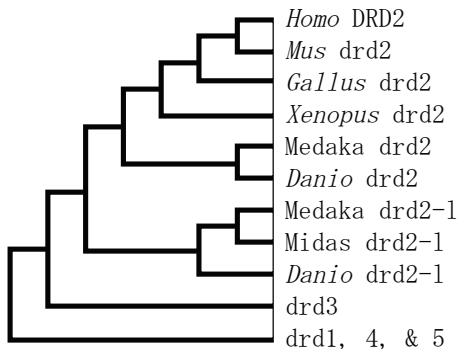 Homo DRD2
Mus drd2
Gallus drd2
Xenopus drd2
Medaka drd2
Danio drd2
Medaka drd2-l
Midas drd2-l
Danio drd2-l
drd3
drd1, 4, & 5